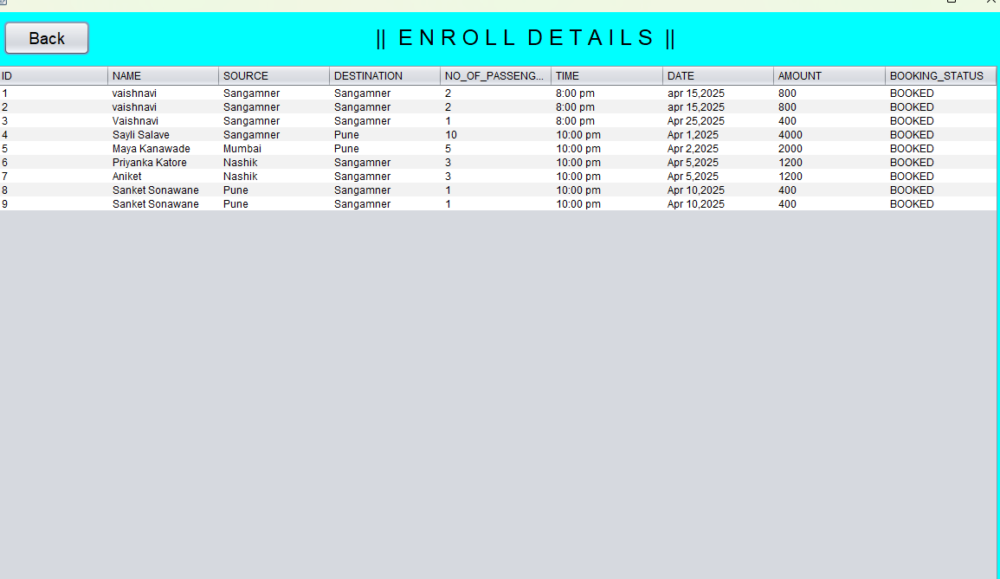 Back
|| E N R O L L D E T A I L S ||
ID NAME SOURCE DESTINATION NO_OF_PASSENG... TIME DATE AMOUNT BOOKING_STATUS
1 vaishnavi Sangamner Sangamner 2 8:00 pm apr 15,2025 800 BOOKED
2 vaishnavi Sangamner Sangamner 2 8:00 pm apr 15,2025 800 BOOKED
3 Vaishnavi Sangamner Sangamner 1 8:00 pm Apr 25,2025 400 BOOKED
4 Sayli Salave Sangamner Pune 10 10:00 pm Apr 1,2025 4000 BOOKED
5 Maya Kanawade Mumbai Pune 5 10:00 pm Apr 2,2025 2000 BOOKED
6 Priyanka Katore Nashik Sangamner 3 10:00 pm Apr 5,2025 1200 BOOKED
7 Aniket Nashik Sangamner 3 10:00 pm Apr 5,2025 1200 BOOKED
8 Sanket Sonawane Pune Sangamner 1 10:00 pm Apr 10,2025 400 BOOKED
9 Sanket Sonawane Pune Sangamner 1 10:00 pm Apr 10,2025 400 BOOKED